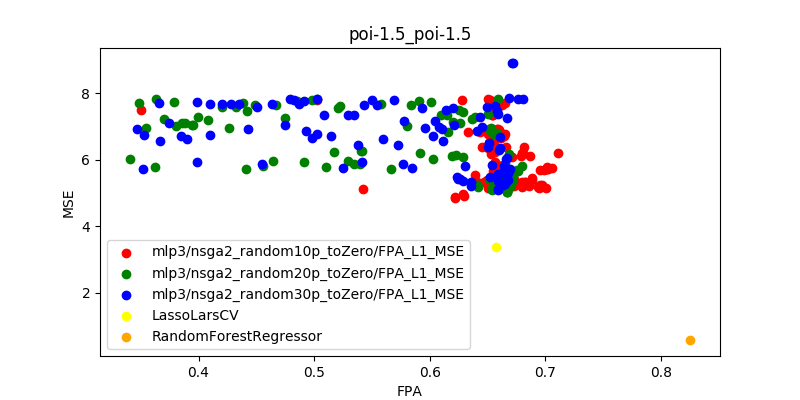 poi-1.5_poi-1.5
8
6
4
2
MSE
mlp3/nsga2_random10p_toZero/FPA_L1_MSE
mlp3/nsga2_random20p_toZero/FPA_L1_MSE
mlp3/nsga2_random30p_toZero/FPA_L1_MSE
LassoLarsCV
RandomForestRegressor
0.4 0.5 0.6 0.7 0.8
FPA